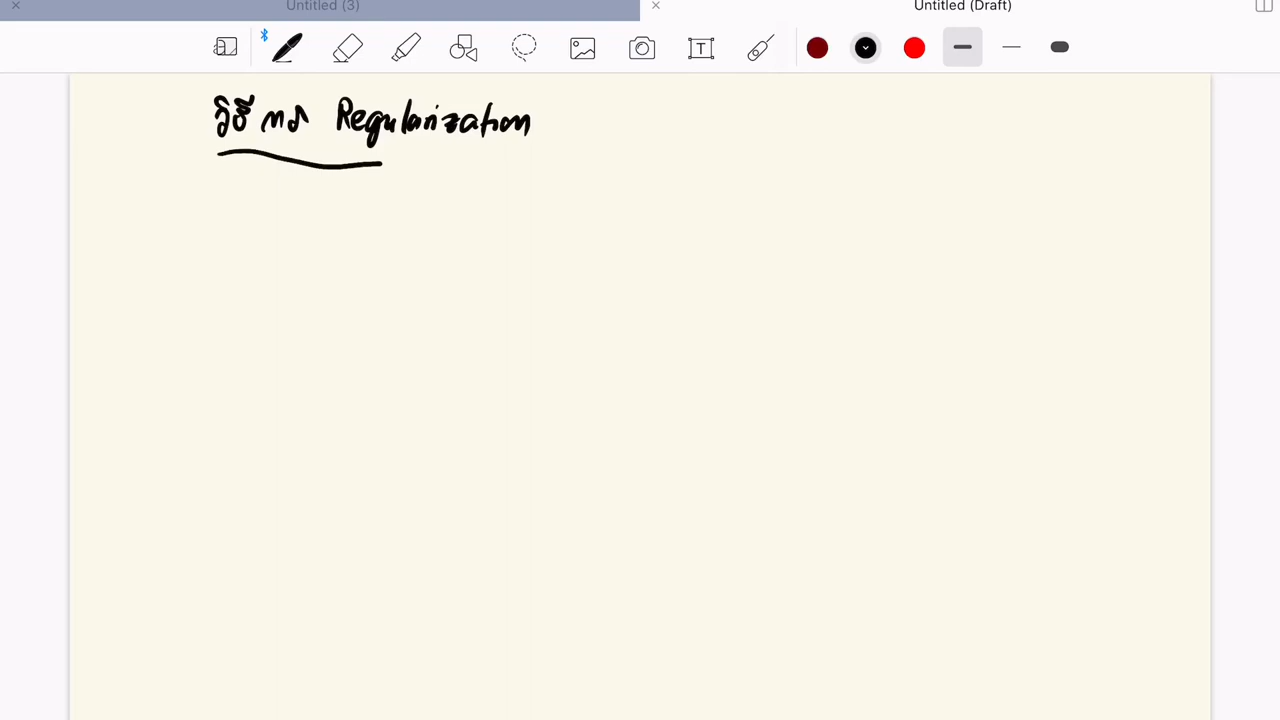 Untitled (3)
Untitled (Draft)
T
วิธี การ Regularization